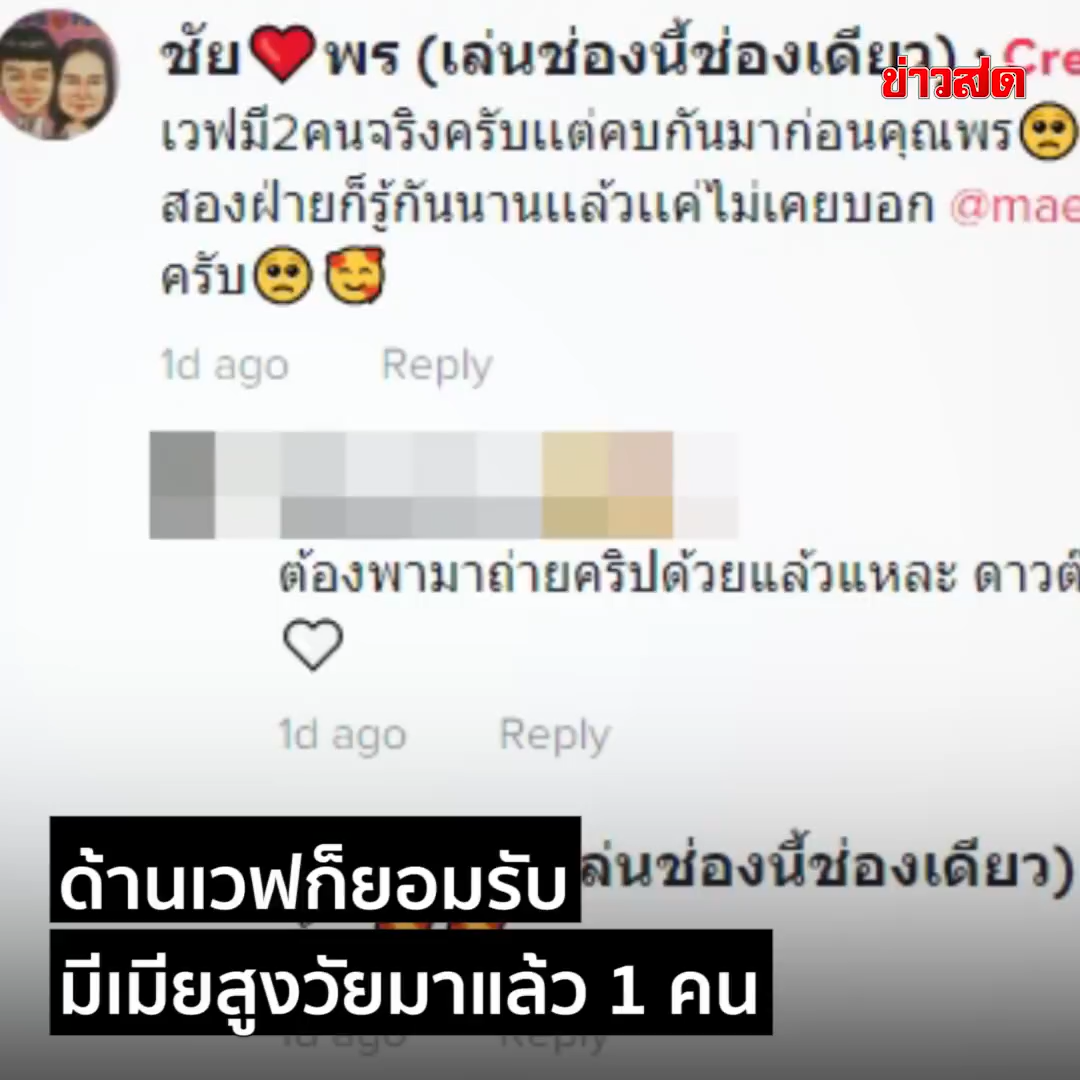 ชัย❤️พร (เล่นช่องนี้ช่องเดียว) · Cre
ข่าวสด
เวฟมี2คนจริงครับแต่คบกันมาก่อนคุณพร🥺
สองฝ่ายก็รู้กันนานแล้วแค่ไม่เคยบอก @mae
ครับ🥺🥰
1d ago Reply
ต้องพามาถ่ายคริปด้วยแล้วแหละ ดาวต้
1d ago Reply
ล่นช่องนี้ช่องเดียว)
ด้านเวฟก็ยอมรับ
มีเมียสูงวัยมาแล้ว 1 คน
1d ago Reply